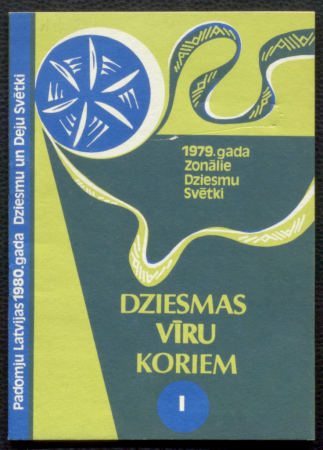 Padomju Latvijas 1980.gada Dziesmu un Deju Svētki
1979.gada
Zonālie
Dziesmu
Svētki
DZIESMAS
VĪRU
KORIEM
I